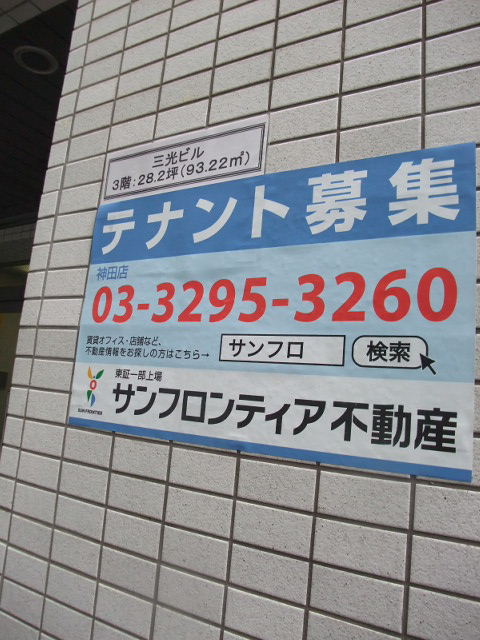 三光ビル
3階:28.2坪(93.22㎡)
テナント募集
神田店
03-3295-3260
賃貸オフィス・店舗など、
不動産情報をお探しの方はこちら→
サンフロ 検索
東証一部上場
サンフロンティア不動産
SUN FRONTIER